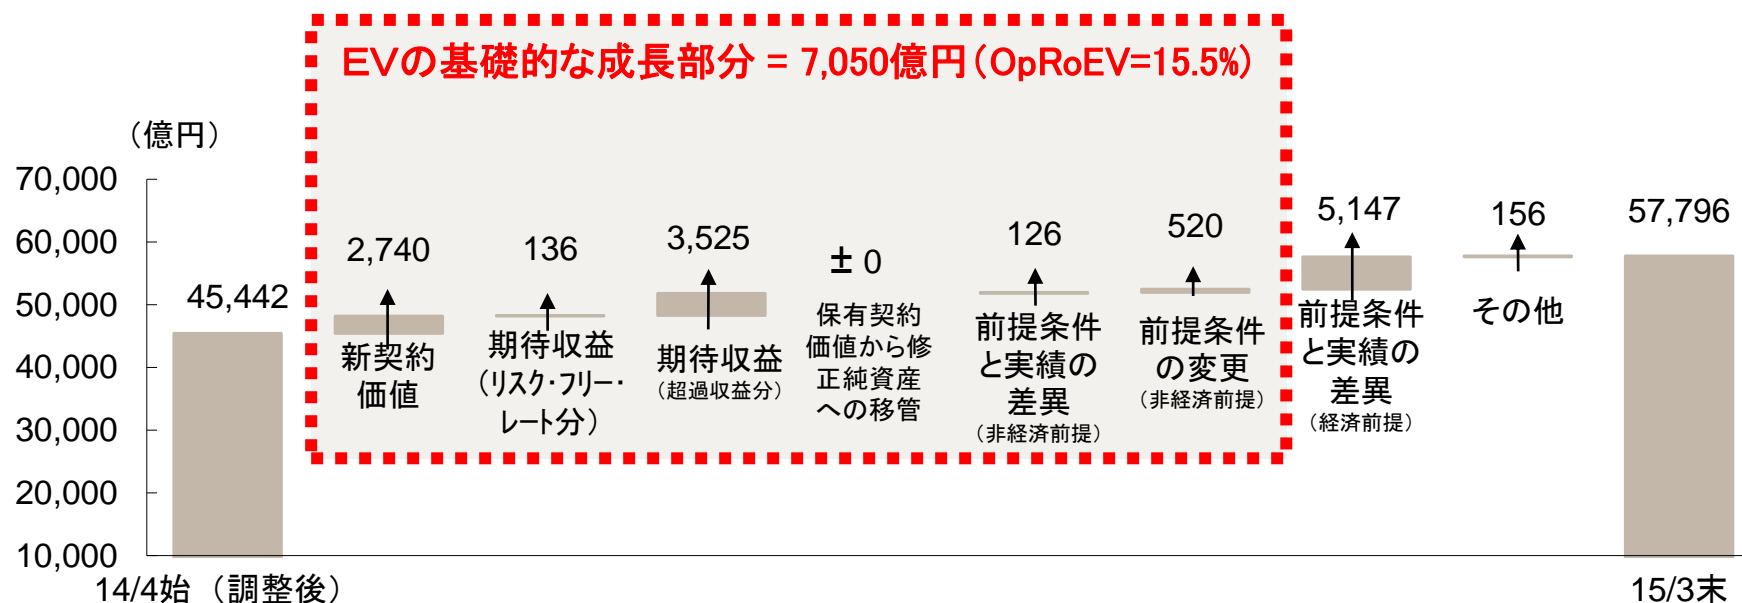 EVの基礎的な成長部分 = 7,050億円(OpRoEV=15.5%)
(億円)
70,000
60,000
50,000
40,000
30,000
20,000
10,000
45,442
14/4始 (調整後)
2,740
新契約
価値
136
期待収益
(リスク・フリー・
レート分)
3,525
期待収益
(超過収益分)
± 0
保有契約
価値から修
正純資産
への移管
126
前提条件
と実績の
差異
(非経済前提)
520
前提条件
の変更
(非経済前提)
5,147
前提条件
と実績の
差異
(経済前提)
156
その他
57,796
15/3末